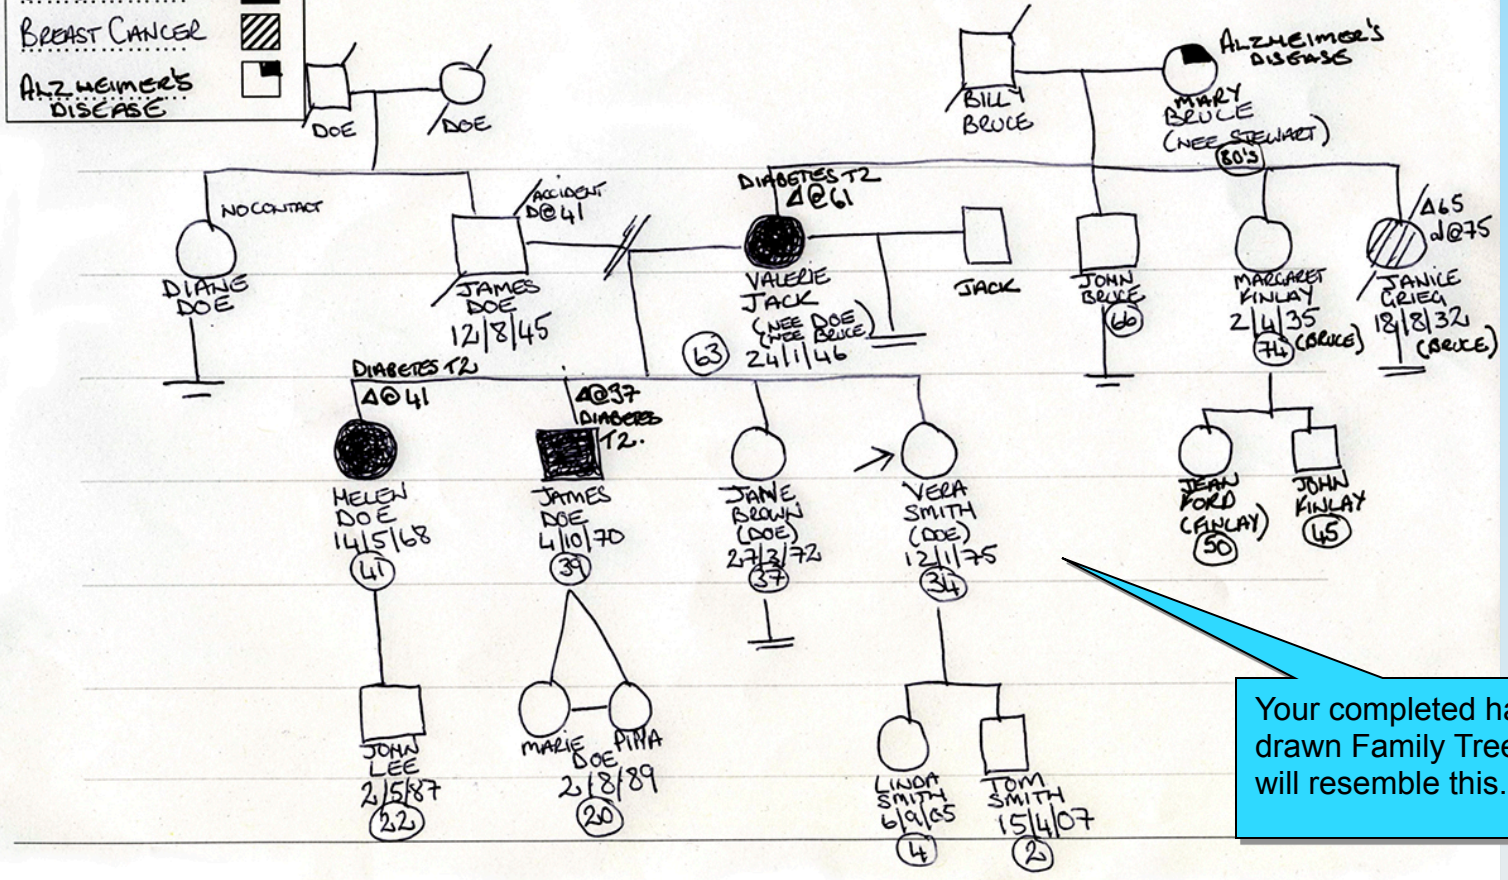 BREAST CANCER
ALZHEIMER'S
DISEASE
DOE
DOE
BILLY
BRUCE
ALZHEIMER'S
DISEASE
MARY
BRUCE
(NEE STEWART)
80's
NO CONTACT
DIANE
DOE
ACCIDENT
D@41
JAMES
DOE
12/8/45
DIABETES T2
Δ@61
VALERIE
JACK
(NEE DOE
(NEE BRUCE)
24/1/46
63
JACK
JOHN
BRUCE
66
MARGARET
FINLAY
2/4/35
(BRUCE)
74
Δ65
d@75
JANICE
GRIEG
18/8/32
(BRUCE)
DIABETES T2
Δ@41
HELEN
DOE
14/5/68
41
Δ@37
DIABETES
T2.
JAMES
DOE
4/10/70
39
JANE
BROWN
(DOE)
27/3/72
37
VERA
SMITH
(DOE)
12/1/75
34
JEAN
FORD
(FINLAY)
50
JOHN
FINLAY
45
JOHN
LEE
2/5/87
22
MARIE PIPPA
DOE
2/8/89
20
LINDA
SMITH
6/9/05
4
TOM
SMITH
15/4/07
2
Your completed ha
drawn Family Tree
will resemble this.